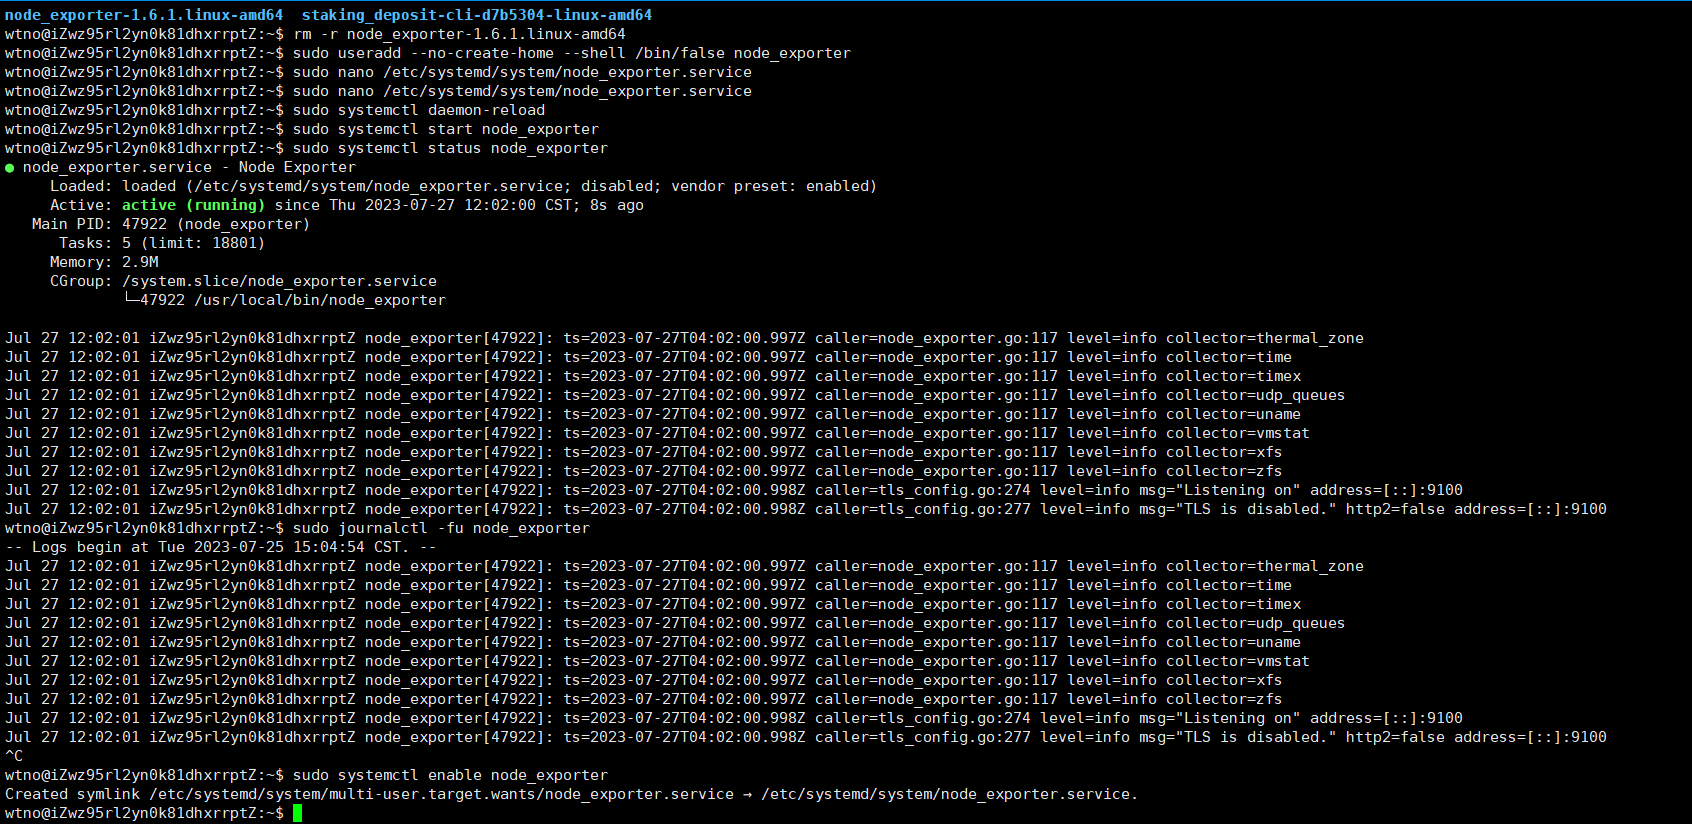 node_exporter-1.6.1.linux-amd64  staking_deposit-cli-d7b5304-linux-amd64
wtno@iZwz95rl2yn0k81dhxrrptZ:~$ rm -r node_exporter-1.6.1.linux-amd64
wtno@iZwz95rl2yn0k81dhxrrptZ:~$ sudo useradd --no-create-home --shell /bin/false node_exporter
wtno@iZwz95rl2yn0k81dhxrrptZ:~$ sudo nano /etc/systemd/system/node_exporter.service
wtno@iZwz95rl2yn0k81dhxrrptZ:~$ sudo nano /etc/systemd/system/node_exporter.service
wtno@iZwz95rl2yn0k81dhxrrptZ:~$ sudo systemctl daemon-reload
wtno@iZwz95rl2yn0k81dhxrrptZ:~$ sudo systemctl start node_exporter
wtno@iZwz95rl2yn0k81dhxrrptZ:~$ sudo systemctl status node_exporter
● node_exporter.service - Node Exporter
     Loaded: loaded (/etc/systemd/system/node_exporter.service; disabled; vendor preset: enabled)
     Active: active (running) since Thu 2023-07-27 12:02:00 CST; 8s ago
   Main PID: 47922 (node_exporter)
      Tasks: 5 (limit: 18801)
     Memory: 2.9M
     CGroup: /system.slice/node_exporter.service
             └─47922 /usr/local/bin/node_exporter
Jul 27 12:02:01 iZwz95rl2yn0k81dhxrrptZ node_exporter[47922]: ts=2023-07-27T04:02:00.997Z caller=node_exporter.go:117 level=info collector=thermal_zone
Jul 27 12:02:01 iZwz95rl2yn0k81dhxrrptZ node_exporter[47922]: ts=2023-07-27T04:02:00.997Z caller=node_exporter.go:117 level=info collector=time
Jul 27 12:02:01 iZwz95rl2yn0k81dhxrrptZ node_exporter[47922]: ts=2023-07-27T04:02:00.997Z caller=node_exporter.go:117 level=info collector=timex
Jul 27 12:02:01 iZwz95rl2yn0k81dhxrrptZ node_exporter[47922]: ts=2023-07-27T04:02:00.997Z caller=node_exporter.go:117 level=info collector=udp_queues
Jul 27 12:02:01 iZwz95rl2yn0k81dhxrrptZ node_exporter[47922]: ts=2023-07-27T04:02:00.997Z caller=node_exporter.go:117 level=info collector=uname
Jul 27 12:02:01 iZwz95rl2yn0k81dhxrrptZ node_exporter[47922]: ts=2023-07-27T04:02:00.997Z caller=node_exporter.go:117 level=info collector=vmstat
Jul 27 12:02:01 iZwz95rl2yn0k81dhxrrptZ node_exporter[47922]: ts=2023-07-27T04:02:00.997Z caller=node_exporter.go:117 level=info collector=xfs
Jul 27 12:02:01 iZwz95rl2yn0k81dhxrrptZ node_exporter[47922]: ts=2023-07-27T04:02:00.997Z caller=node_exporter.go:117 level=info collector=zfs
Jul 27 12:02:01 iZwz95rl2yn0k81dhxrrptZ node_exporter[47922]: ts=2023-07-27T04:02:00.998Z caller=tls_config.go:274 level=info msg="Listening on" address=[::]:9100
Jul 27 12:02:01 iZwz95rl2yn0k81dhxrrptZ node_exporter[47922]: ts=2023-07-27T04:02:00.998Z caller=tls_config.go:277 level=info msg="TLS is disabled." http2=false address=[::]:9100
wtno@iZwz95rl2yn0k81dhxrrptZ:~$ sudo journalctl -fu node_exporter
-- Logs begin at Tue 2023-07-25 15:04:54 CST. --
Jul 27 12:02:01 iZwz95rl2yn0k81dhxrrptZ node_exporter[47922]: ts=2023-07-27T04:02:00.997Z caller=node_exporter.go:117 level=info collector=thermal_zone
Jul 27 12:02:01 iZwz95rl2yn0k81dhxrrptZ node_exporter[47922]: ts=2023-07-27T04:02:00.997Z caller=node_exporter.go:117 level=info collector=time
Jul 27 12:02:01 iZwz95rl2yn0k81dhxrrptZ node_exporter[47922]: ts=2023-07-27T04:02:00.997Z caller=node_exporter.go:117 level=info collector=timex
Jul 27 12:02:01 iZwz95rl2yn0k81dhxrrptZ node_exporter[47922]: ts=2023-07-27T04:02:00.997Z caller=node_exporter.go:117 level=info collector=udp_queues
Jul 27 12:02:01 iZwz95rl2yn0k81dhxrrptZ node_exporter[47922]: ts=2023-07-27T04:02:00.997Z caller=node_exporter.go:117 level=info collector=uname
Jul 27 12:02:01 iZwz95rl2yn0k81dhxrrptZ node_exporter[47922]: ts=2023-07-27T04:02:00.997Z caller=node_exporter.go:117 level=info collector=vmstat
Jul 27 12:02:01 iZwz95rl2yn0k81dhxrrptZ node_exporter[47922]: ts=2023-07-27T04:02:00.997Z caller=node_exporter.go:117 level=info collector=xfs
Jul 27 12:02:01 iZwz95rl2yn0k81dhxrrptZ node_exporter[47922]: ts=2023-07-27T04:02:00.997Z caller=node_exporter.go:117 level=info collector=zfs
Jul 27 12:02:01 iZwz95rl2yn0k81dhxrrptZ node_exporter[47922]: ts=2023-07-27T04:02:00.998Z caller=tls_config.go:274 level=info msg="Listening on" address=[::]:9100
Jul 27 12:02:01 iZwz95rl2yn0k81dhxrrptZ node_exporter[47922]: ts=2023-07-27T04:02:00.998Z caller=tls_config.go:277 level=info msg="TLS is disabled." http2=false address=[::]:9100
^C
wtno@iZwz95rl2yn0k81dhxrrptZ:~$ sudo systemctl enable node_exporter
Created symlink /etc/systemd/system/multi-user.target.wants/node_exporter.service → /etc/systemd/system/node_exporter.service.
wtno@iZwz95rl2yn0k81dhxrrptZ:~$